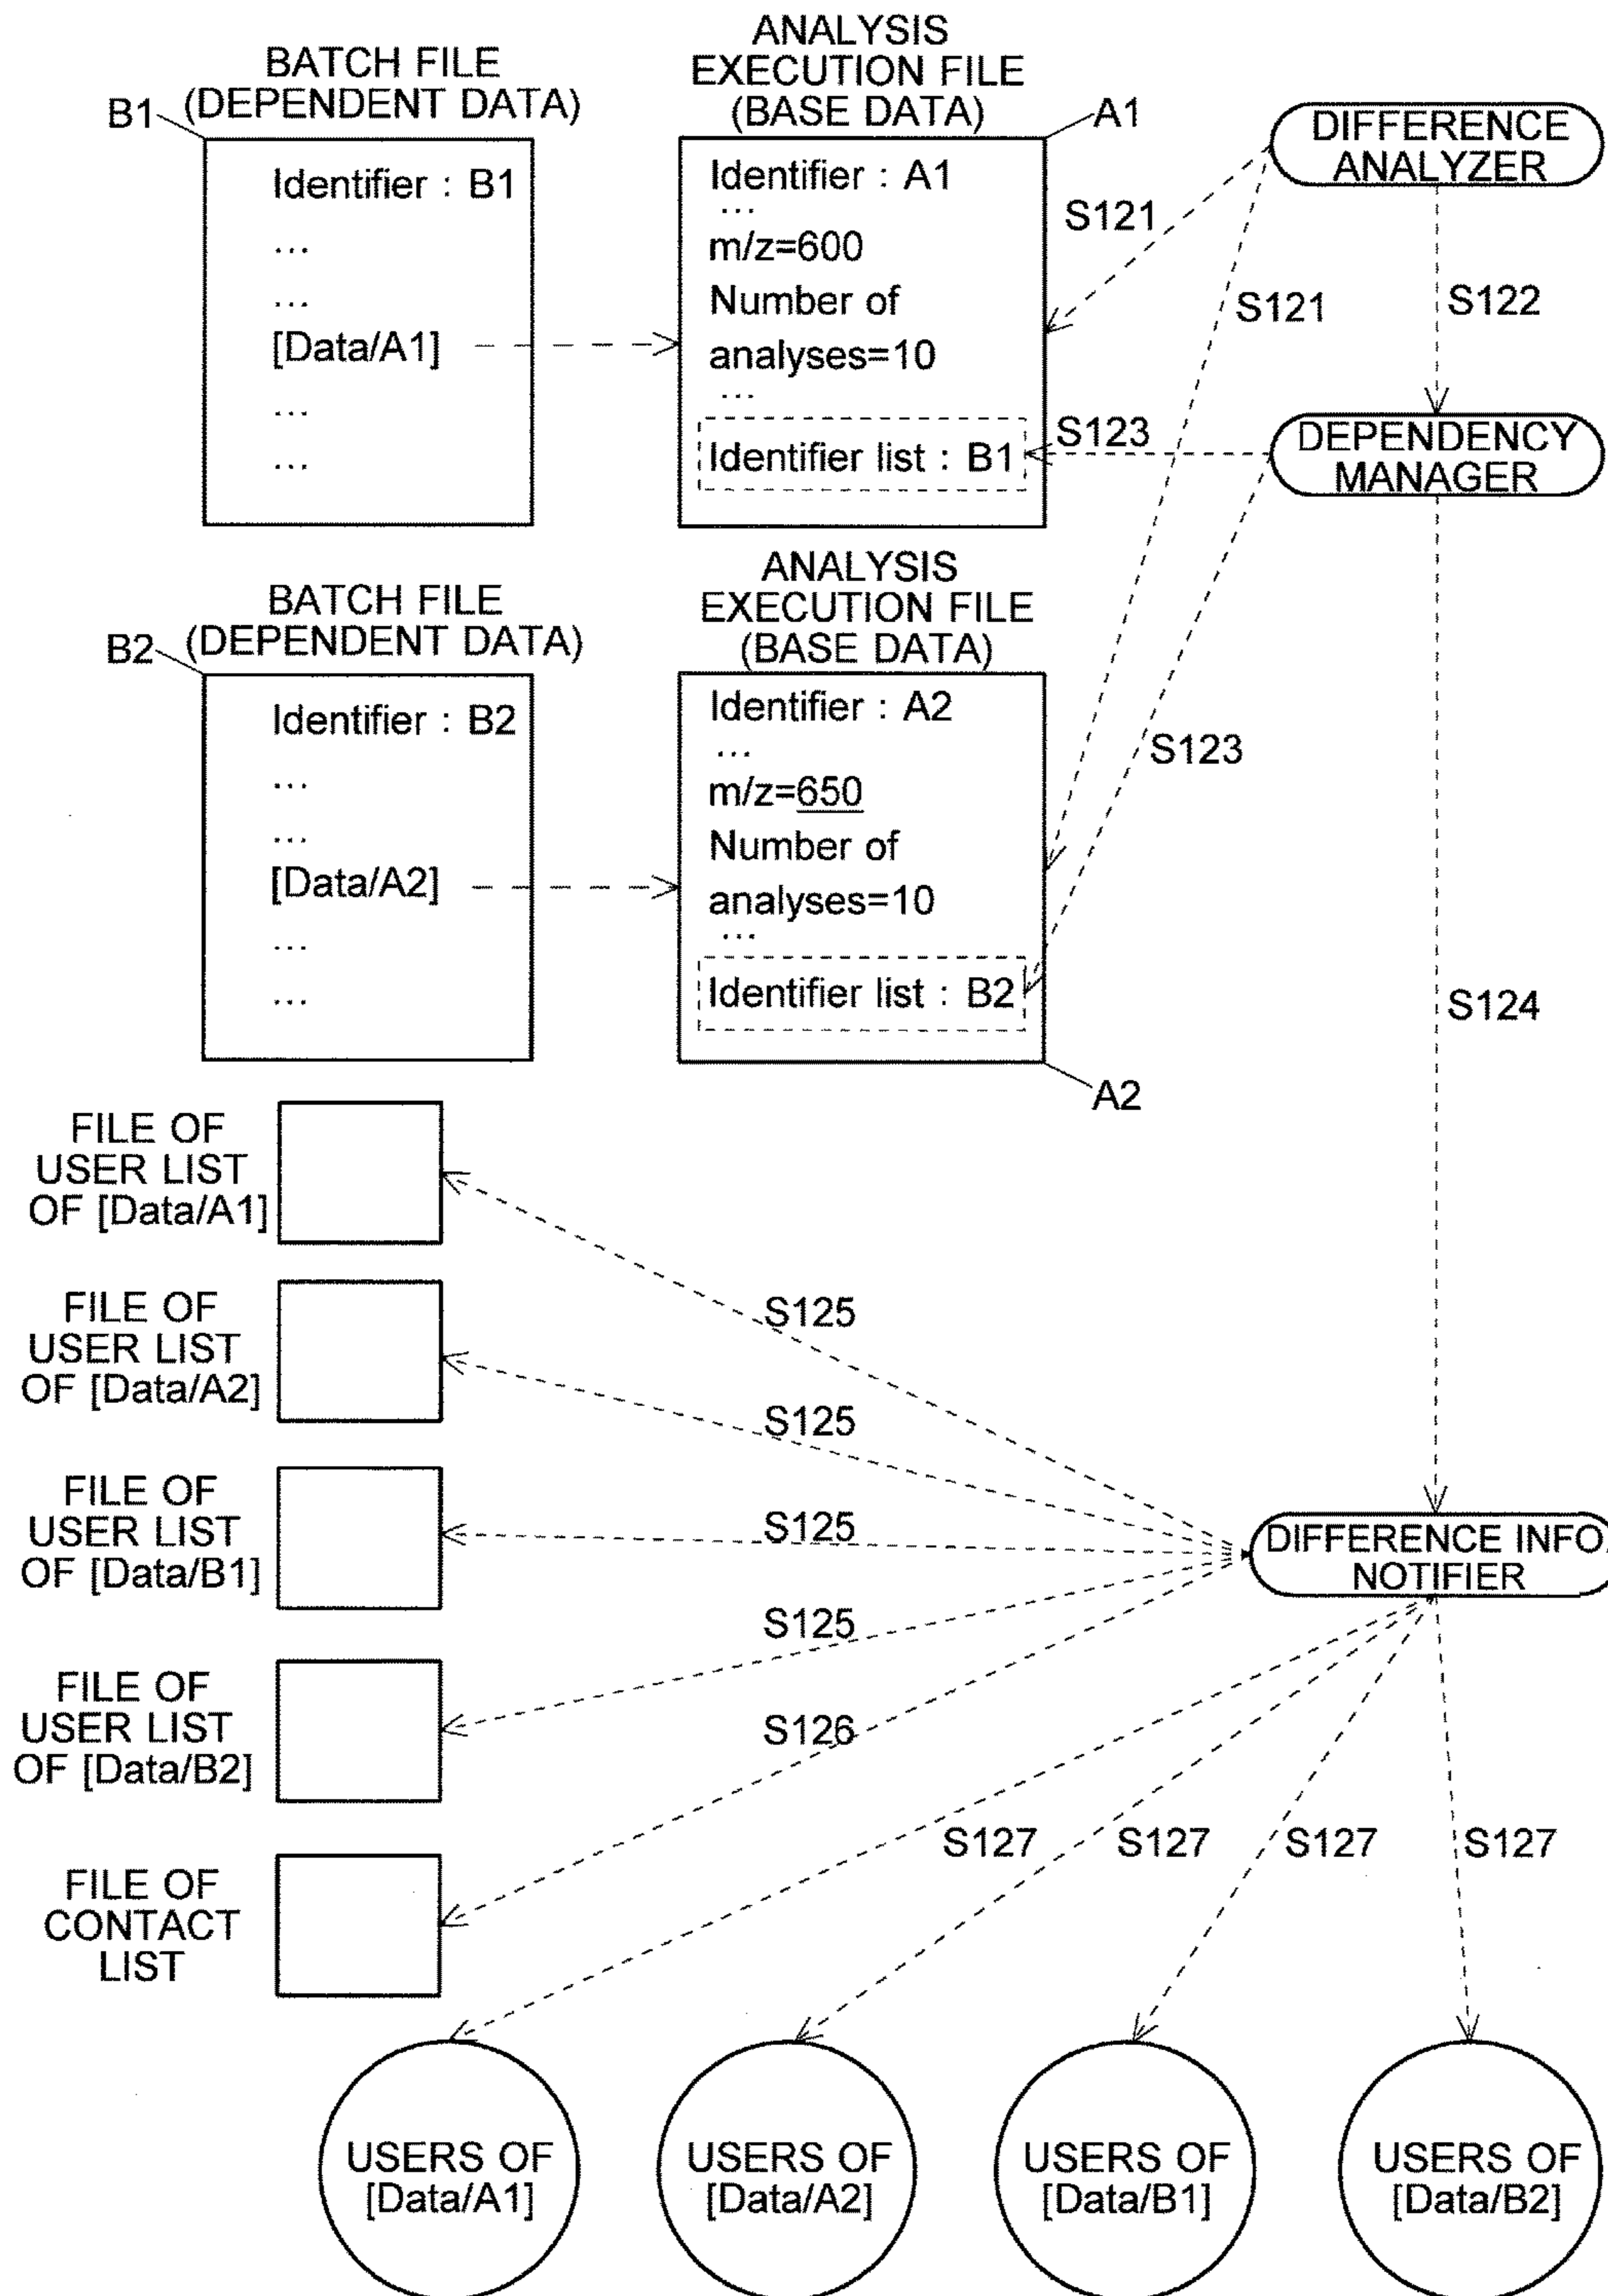 BATCH FILE
(DEPENDENT DATA)
B1
Identifier : B1
...
...
[Data/A1]
...
...
ANALYSIS
EXECUTION FILE
(BASE DATA)
A1
Identifier : A1
...
m/z=600
Number of
analyses=10
...
Identifier list : B1
DIFFERENCE
ANALYZER
S121
S121
S122
S123
DEPENDENCY
MANAGER
BATCH FILE
(DEPENDENT DATA)
B2
Identifier : B2
...
...
[Data/A2]
...
...
ANALYSIS
EXECUTION FILE
(BASE DATA)
Identifier : A2
...
m/z=650
Number of
analyses=10
...
Identifier list : B2
A2
S123
S124
FILE OF
USER LIST
OF [Data/A1]
FILE OF
USER LIST
OF [Data/A2]
FILE OF
USER LIST
OF [Data/B1]
FILE OF
USER LIST
OF [Data/B2]
FILE OF
CONTACT
LIST
S125
S125
S125
S125
S126
DIFFERENCE INFO.
NOTIFIER
S127
S127
S127
S127
USERS OF
[Data/A1]
USERS OF
[Data/A2]
USERS OF
[Data/B1]
USERS OF
[Data/B2]